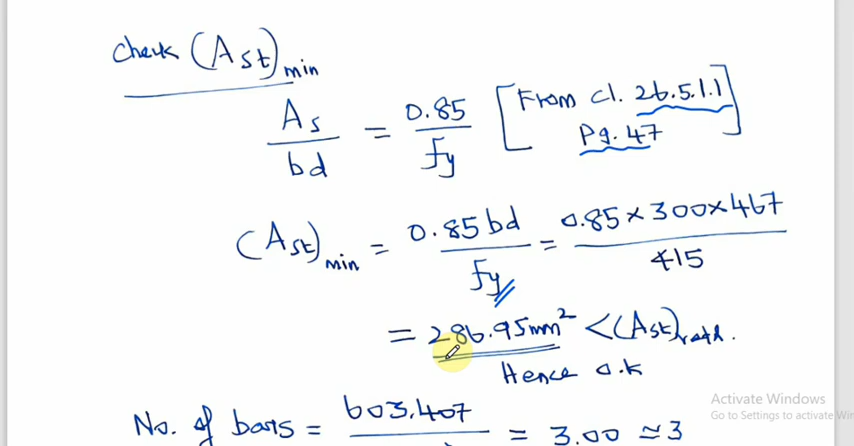 Check (Ast)min
As/bd = 0.85/fy [From cl. 26.5.1.1
Pg. 47]
(Ast)min = 0.85 bd/fy = 0.85 × 300 × 467/415
= 286.95mm² < (Ast)
Hence o.k
No. of bars = 603.407 = 3.00 ≃ 3
Activate Windows
Go to Settings to activate Wi